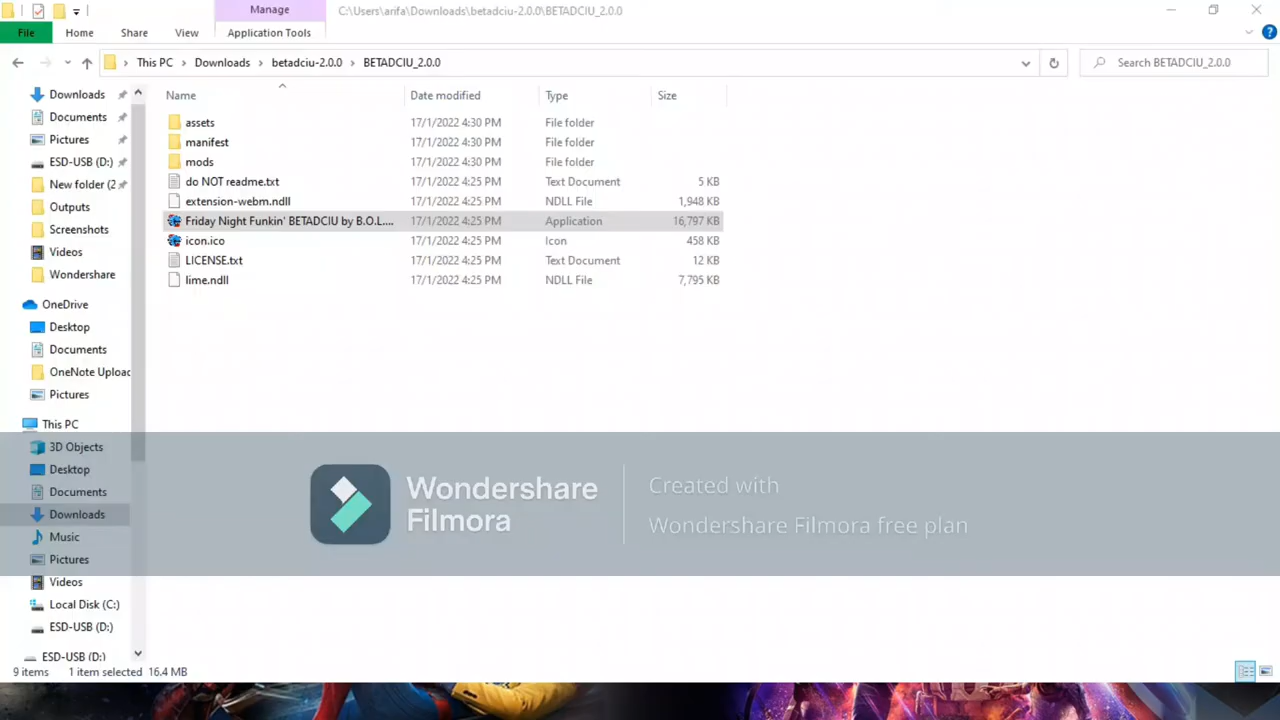 Manage
C:\Users\arifa\Downloads\betadciu-2.0.0\BETADCIU_2.0.0
File Home Share View Application Tools
This PC > Downloads > betadciu-2.0.0 > BETADCIU_2.0.0
Search BETADCIU_2.0.0
Name Date modified Type Size
assets 17/1/2022 4:30 PM File folder
manifest 17/1/2022 4:30 PM File folder
mods 17/1/2022 4:30 PM File folder
do NOT readme.txt 17/1/2022 4:25 PM Text Document 5 KB
extension-webm.ndll 17/1/2022 4:25 PM NDLL File 1,948 KB
Friday Night Funkin' BETADCIU by B.O.L.... 17/1/2022 4:25 PM Application 16,797 KB
icon.ico 17/1/2022 4:25 PM Icon 458 KB
LICENSE.txt 17/1/2022 4:25 PM Text Document 12 KB
lime.ndll 17/1/2022 4:25 PM NDLL File 7,795 KB
Downloads
Documents
Pictures
ESD-USB (D:)
New folder (2
Outputs
Screenshots
Videos
Wondershare
OneDrive
Desktop
Documents
OneNote Uploac
Pictures
This PC
3D Objects
Desktop
Documents
Downloads
Music
Pictures
Videos
Local Disk (C:)
ESD-USB (D:)
ESD-USB (D:)
Wondershare
Filmora
Created with
Wondershare Filmora free plan
9 items 1 item selected 16.4 MB